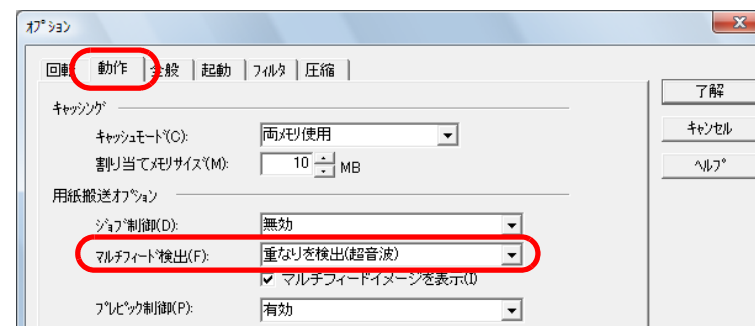 オプション
回転 動作 全般 起動 フィルタ 圧縮
了解
キャッシング
キャッシュモード(C): 両メモリ使用
キャンセル
割り当てメモリサイズ(M): 10 MB
ヘルプ
用紙搬送オプション
ジョブ制御(D): 無効
マルチフィード検出(F): 重なりを検出(超音波)
マルチフィードイメージを表示(I)
プレピック制御(P): 有効